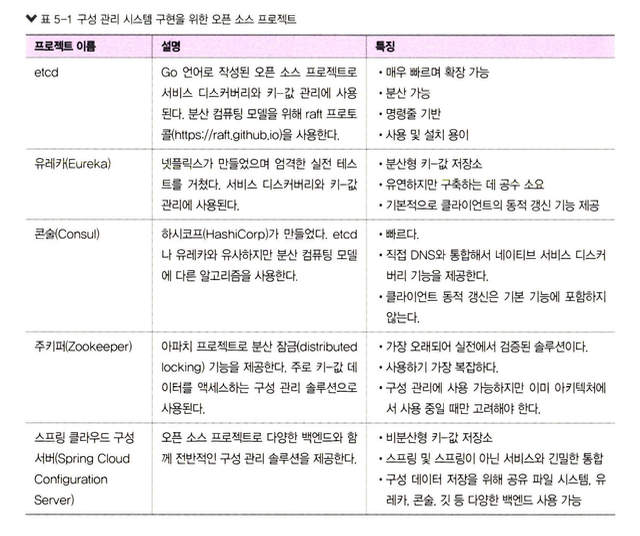 표 5-1 구성 관리 시스템 구현을 위한 오픈 소스 프로젝트
프로젝트 이름
설명
특징
etcd
Go 언어로 작성된 오픈 소스 프로젝트로
서비스 디스커버리와 키-값 관리에 사용
된다. 분산 컴퓨팅 모델을 위해 raft 프로토
콜(https://raft.github.io)을 사용한다.
• 매우 빠르며 확장 가능
• 분산 가능
• 명령줄 기반
• 사용 및 설치 용이
유레카(Eureka)
넷플릭스가 만들었으며 엄격한 실전 테스
트를 거쳤다. 서비스 디스커버리와 키-값
관리에 사용된다.
• 분산형 키-값 저장소
• 유연하지만 구축하는 데 공수 소요
• 기본적으로 클라이언트의 동적 갱신 기능 제공
콘술(Consul)
하시코프(HashiCorp)가 만들었다. etcd
나 유레카와 유사하지만 분산 컴퓨팅 모델
에 다른 알고리즘을 사용한다.
• 빠르다.
• 직접 DNS와 통합해서 네이티브 서비스 디스커
버리 기능을 제공한다.
• 클라이언트 동적 갱신은 기본 기능에 포함하지
않는다.
주키퍼(Zookeeper)
아파치 프로젝트로 분산 잠금(distributed
locking) 기능을 제공한다. 주로 키-값 데
이터를 액세스하는 구성 관리 솔루션으로
사용된다.
• 가장 오래되어 실전에서 검증된 솔루션이다.
• 사용하기 가장 복잡하다.
• 구성 관리에 사용 가능하지만 이미 아키텍처에
서 사용 중일 때만 고려해야 한다.
스프링 클라우드 구성
서버(Spring Cloud
Configuration
Server)
오픈 소스 프로젝트로 다양한 백엔드와 함
께 전반적인 구성 관리 솔루션을 제공한다.
• 비분산형 키-값 저장소
• 스프링 및 스프링이 아닌 서비스와 긴밀한 통합
• 구성 데이터 저장을 위해 공유 파일 시스템, 유
레카, 콘술, 깃 등 다양한 백엔드 사용 가능